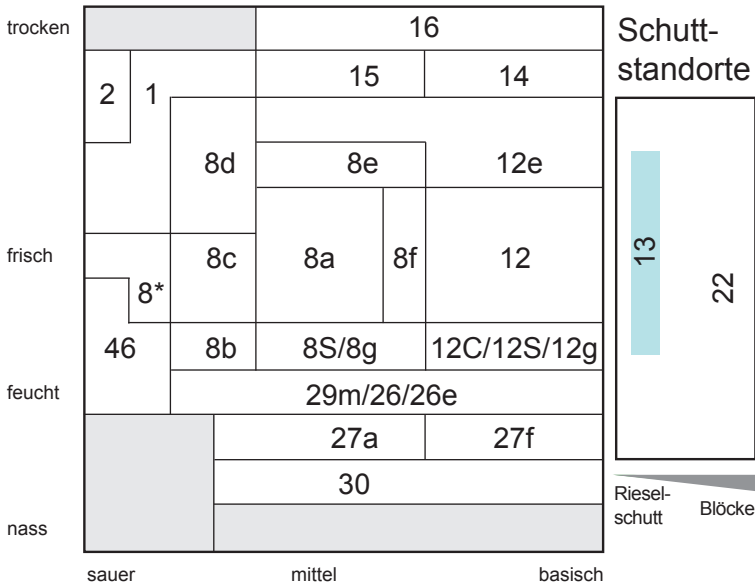 trocken
16
Schutt-
standorte
15
14
2
1
8d
8e
12e
frisch
8c
8a
8f
12
13
22
8*
46
8b
8S/8g
12C/12S/12g
feucht
29m/26/26e
27a
27f
30
Riesel-
schutt
Blöcke
nass
sauer
mittel
basisch